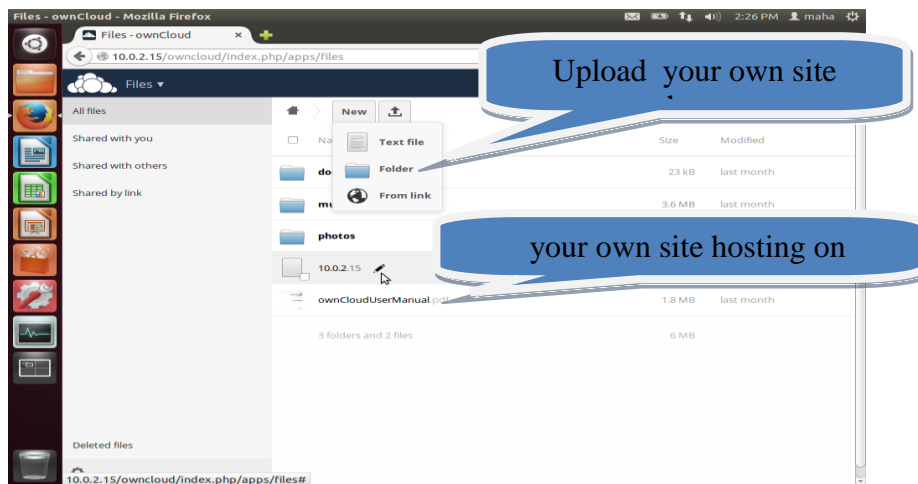 Files - ownCloud - Mozilla Firefox
2:26 PM maha
Files - ownCloud ×
10.0.2.15/owncloud/index.php/apps/files
Upload your own site
Files
All files
New
Shared with you
Text file
Size Modified
Shared with others
do
Folder
23 kB last month
Shared by link
mu
From link
3.6 MB last month
photos
your own site hosting on
10.0.2.15
ownCloudUserManual.pdf
1.8 MB last month
3 folders and 2 files
6 MB
Deleted files
10.0.2.15/owncloud/index.php/apps/files#